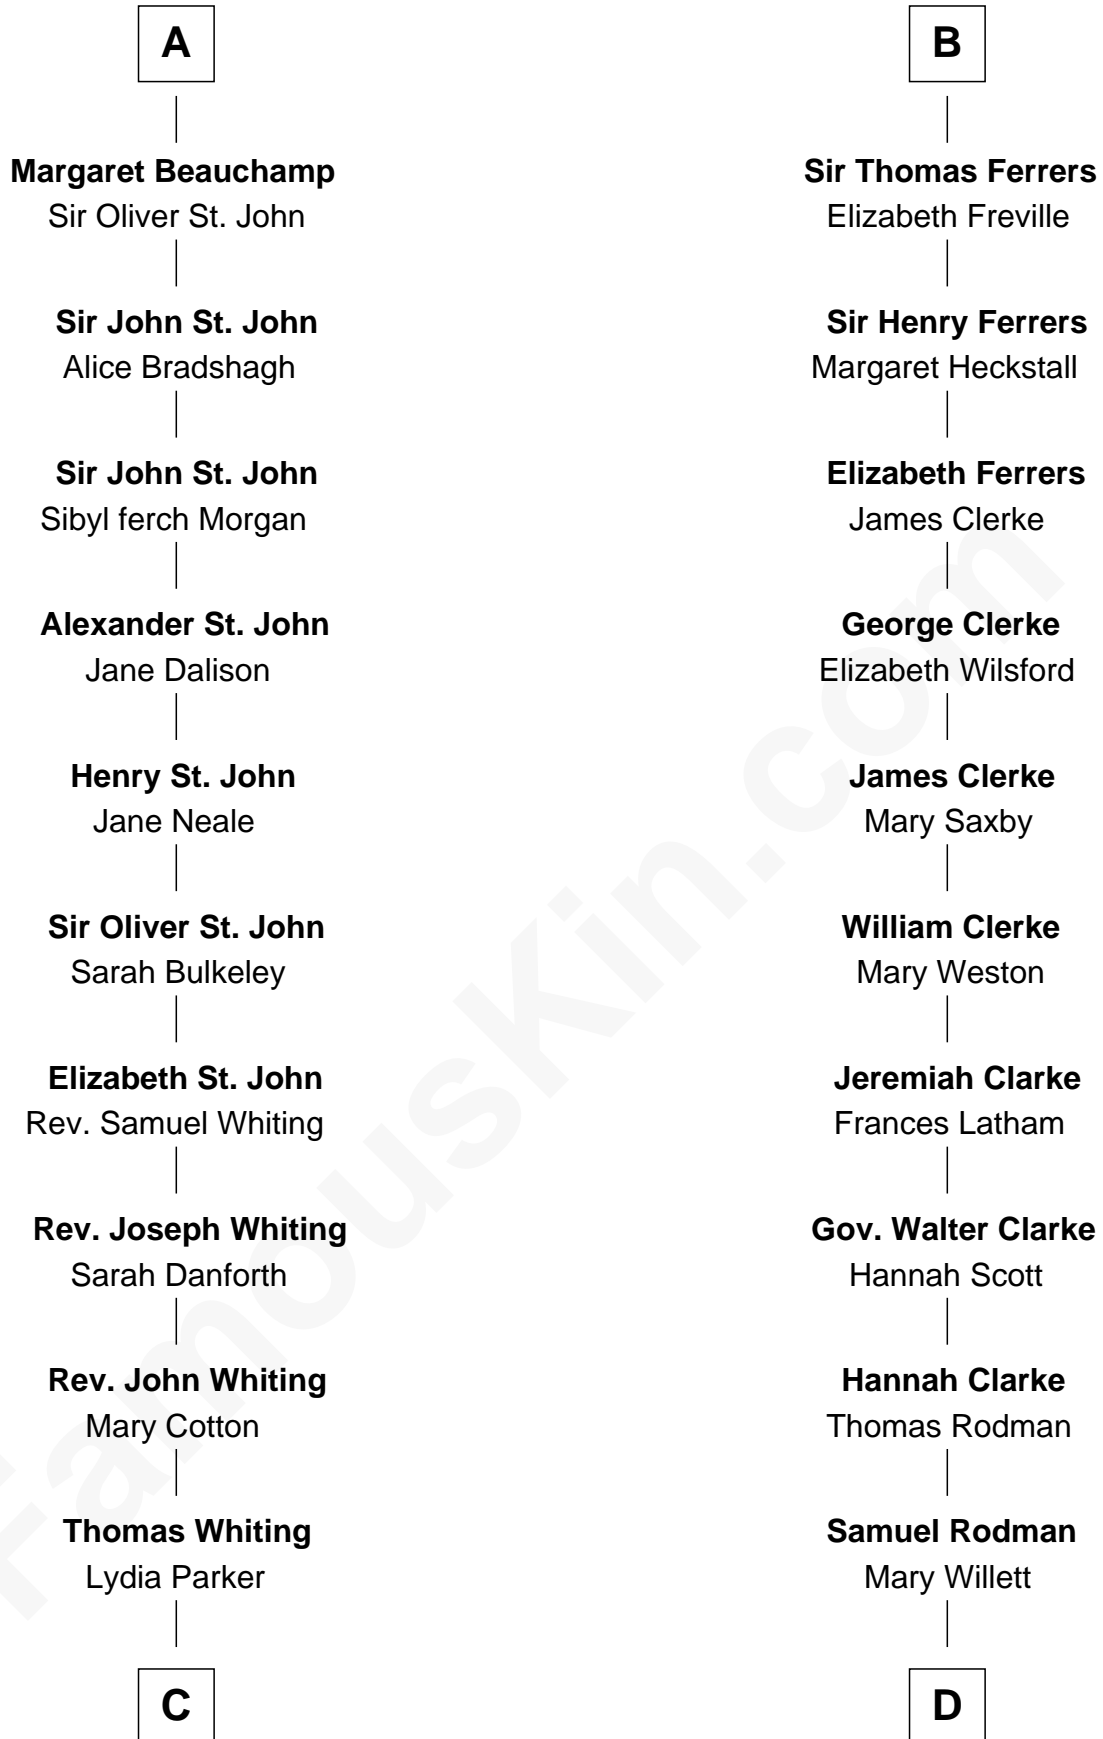 A
Margaret Beauchamp
Sir Oliver St. John
Sir John St. John
Alice Bradshagh
Sir John St. John
Sibyl ferch Morgan
Alexander St. John
Jane Dalison
Henry St. John
Jane Neale
Sir Oliver St. John
Sarah Bulkeley
Elizabeth St. John
Rev. Samuel Whiting
Rev. Joseph Whiting
Sarah Danforth
Rev. John Whiting
Mary Cotton
Thomas Whiting
Lydia Parker
C
B
Sir Thomas Ferrers
Elizabeth Freville
Sir Henry Ferrers
Margaret Heckstall
Elizabeth Ferrers
James Clerke
George Clerke
Elizabeth Wilsford
James Clerke
Mary Saxby
William Clerke
Mary Weston
Jeremiah Clarke
Frances Latham
Gov. Walter Clarke
Hannah Scott
Hannah Clarke
Thomas Rodman
Samuel Rodman
Mary Willett
D
FamousKin.com